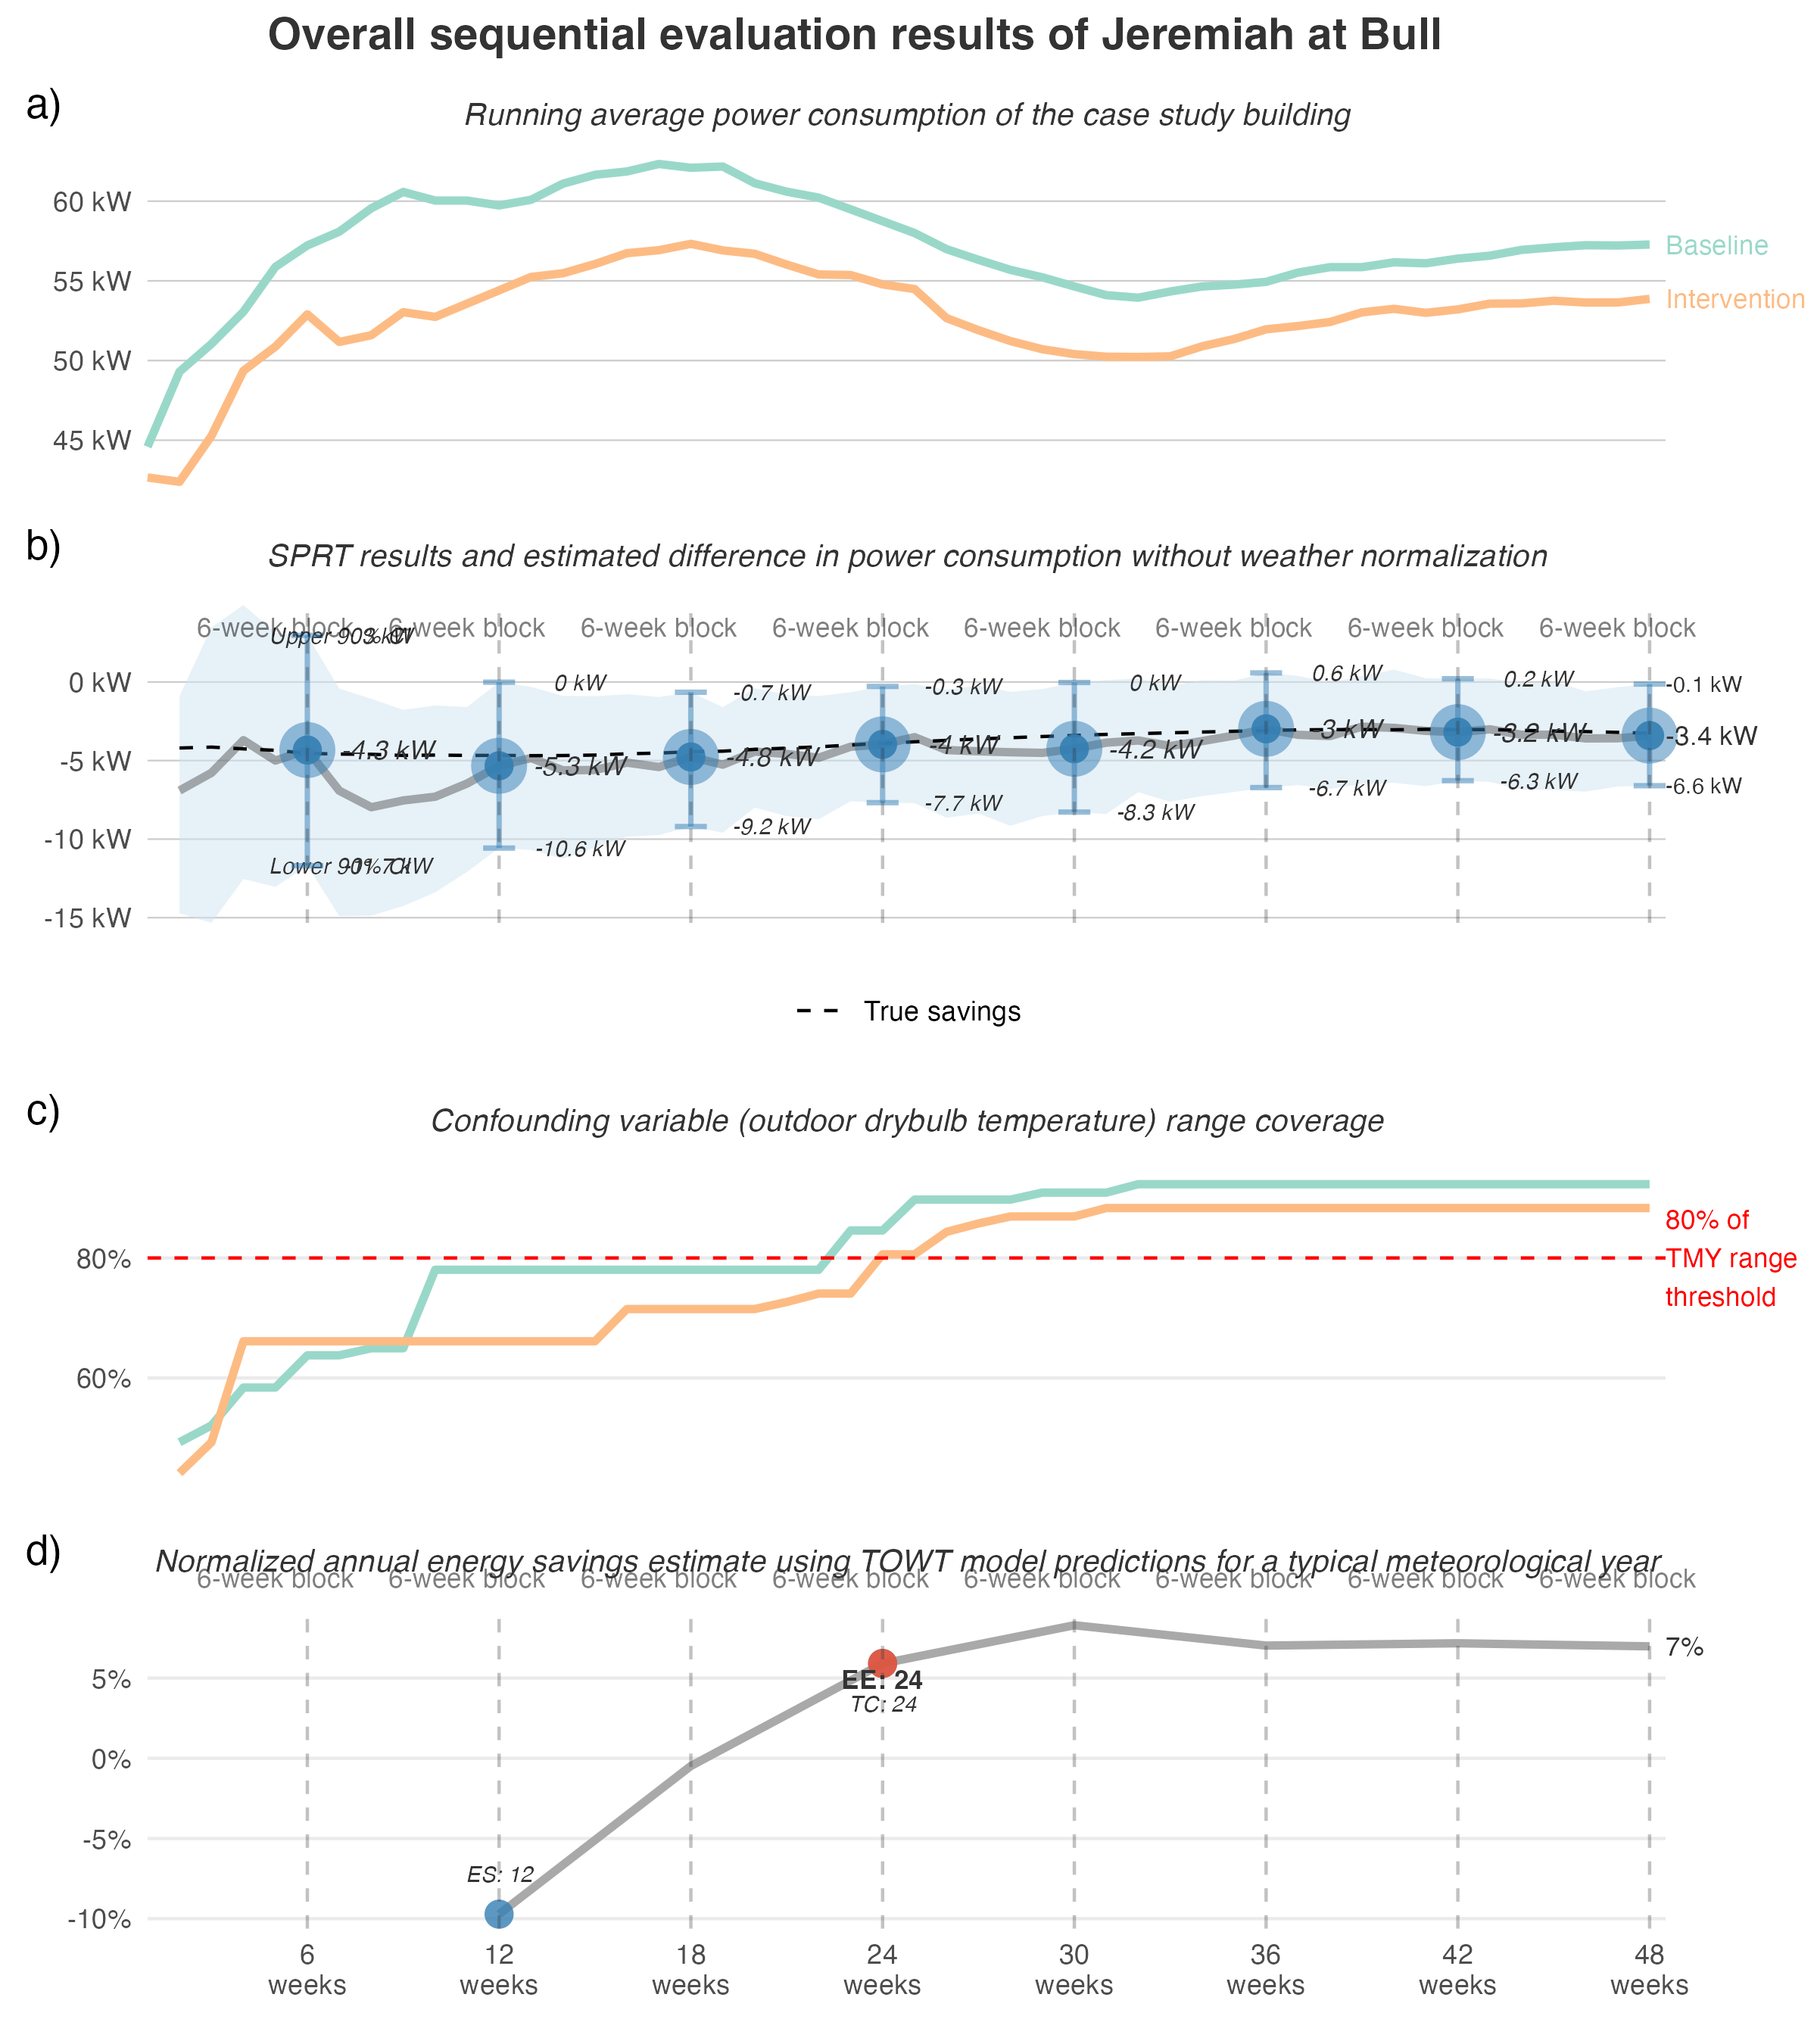 Overall sequential evaluation results of Jeremiah at Bull
a)
Running average power consumption of the case study building
60 kW
55 kW
50 kW
45 kW
Baseline
Intervention
b)
SPRT results and estimated difference in power consumption without weather normalization
6-week block 6-week block 6-week block 6-week block 6-week block 6-week block 6-week block 6-week block
Upper 90% CI 3 kW
0 kW
-5 kW
-10 kW
-15 kW
0 kW -0.7 kW -0.3 kW 0 kW 0.6 kW 0.2 kW -0.1 kW
-4.3 kW -5.3 kW -4.8 kW -4 kW -4.2 kW -3 kW -3.2 kW -3.4 kW
Lower 90% CI -11.7 kW -10.6 kW -9.2 kW -7.7 kW -8.3 kW -6.7 kW -6.3 kW -6.6 kW
True savings
c)
Confounding variable (outdoor drybulb temperature) range coverage
80%
60%
80% of
TMY range
threshold
d)
Normalized annual energy savings estimate using TOWT model predictions for a typical meteorological year
6-week block 6-week block 6-week block 6-week block 6-week block 6-week block 6-week block 6-week block
5%
0%
-5%
-10%
7%
EE: 24
TC: 24
ES: 12
6 12 18 24 30 36 42 48
weeks weeks weeks weeks weeks weeks weeks weeks